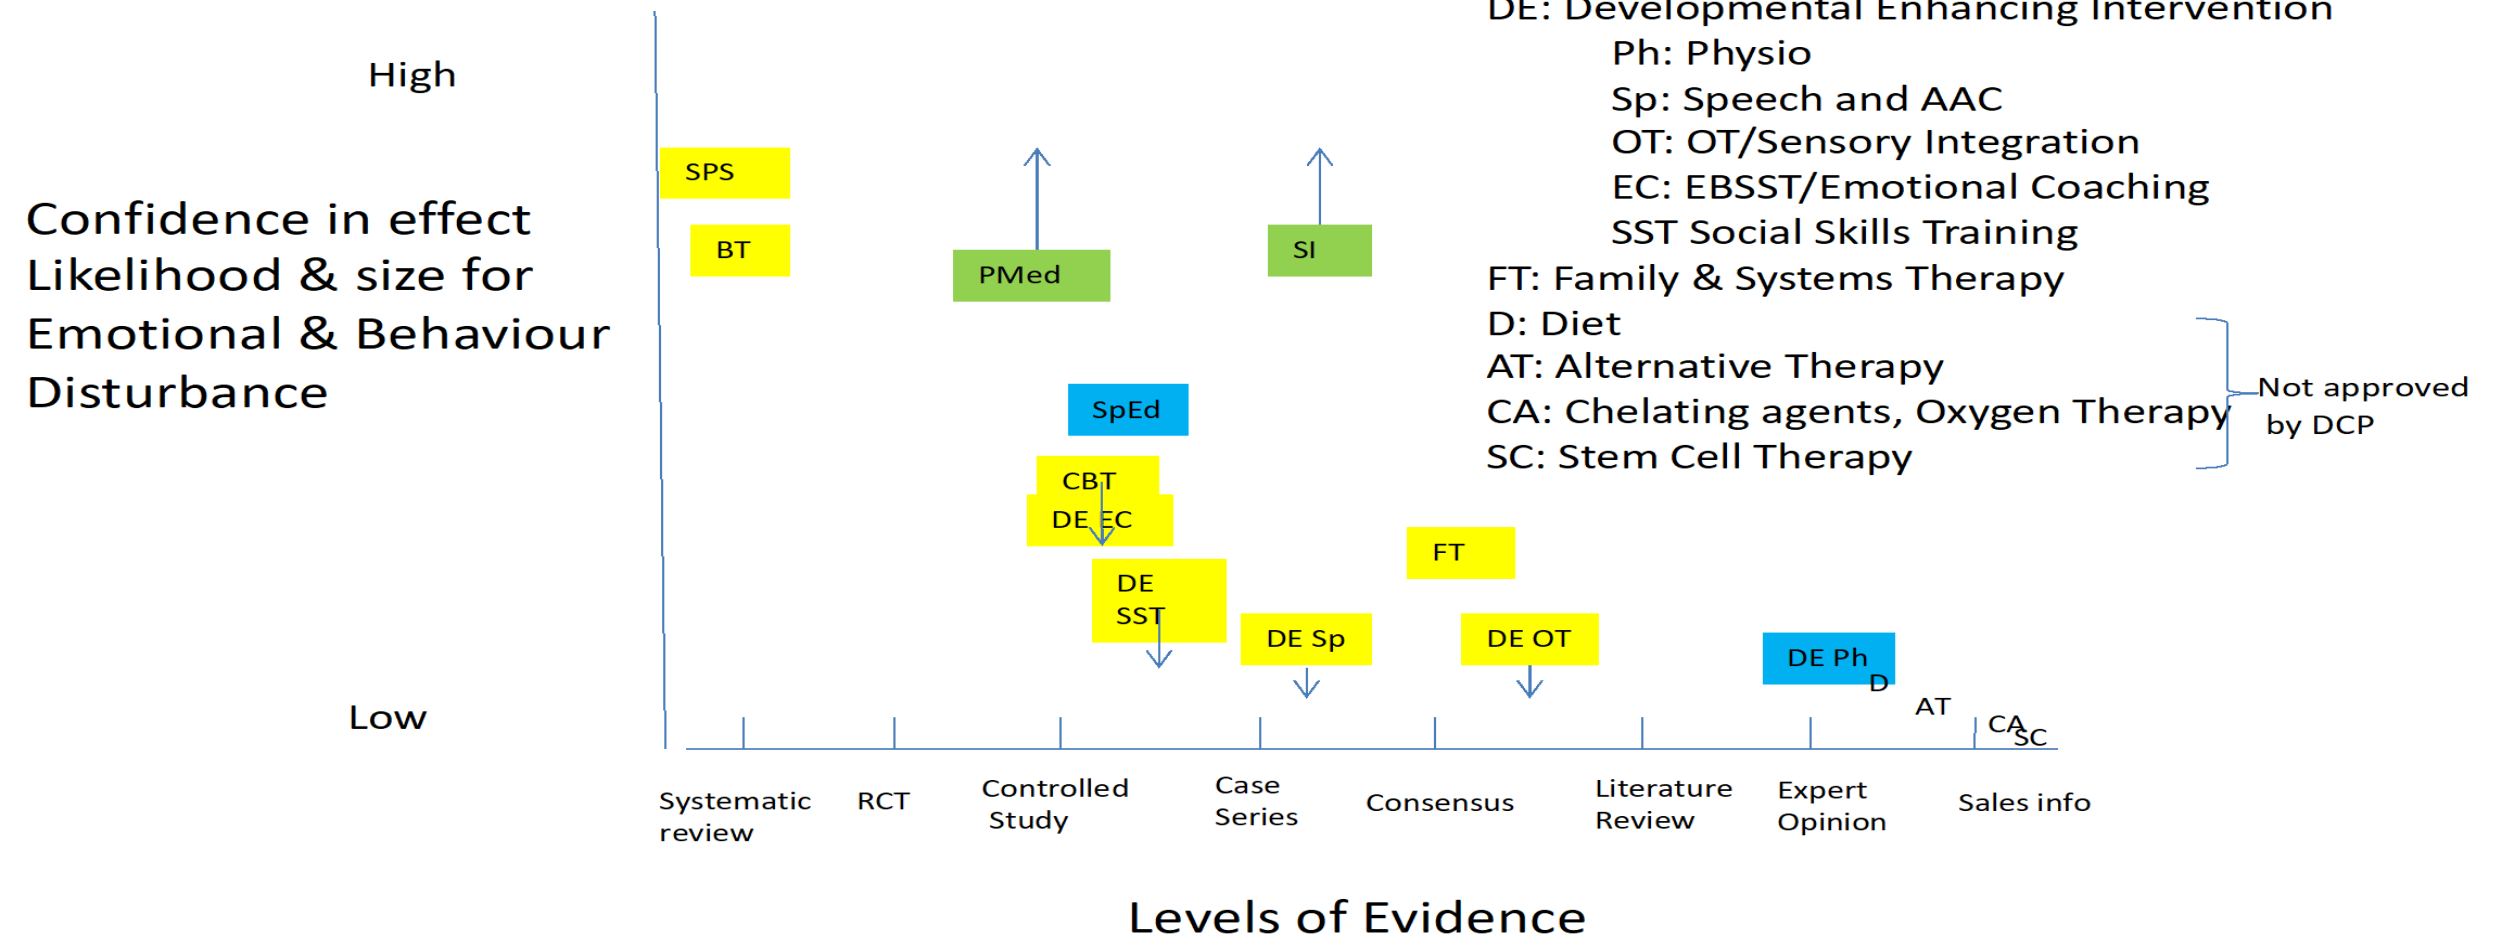 DE: Developmental Enhancing Intervention
Ph: Physio
Sp: Speech and AAC
OT: OT/Sensory Integration
EC: EBSST/Emotional Coaching
SST Social Skills Training
FT: Family & Systems Therapy
D: Diet
AT: Alternative Therapy
CA: Chelating agents, Oxygen Therapy
SC: Stem Cell Therapy
Not approved
by DCP
High
Confidence in effect
Likelihood & size for
Emotional & Behaviour
Disturbance
Low
SPS
BT
PMed
SI
SpEd
CBT
DE EC
DE
SST
FT
DE Sp
DE OT
DE Ph
D
AT
CA
SC
Systematic
review
RCT
Controlled
Study
Case
Series
Consensus
Literature
Review
Expert
Opinion
Sales info
Levels of Evidence